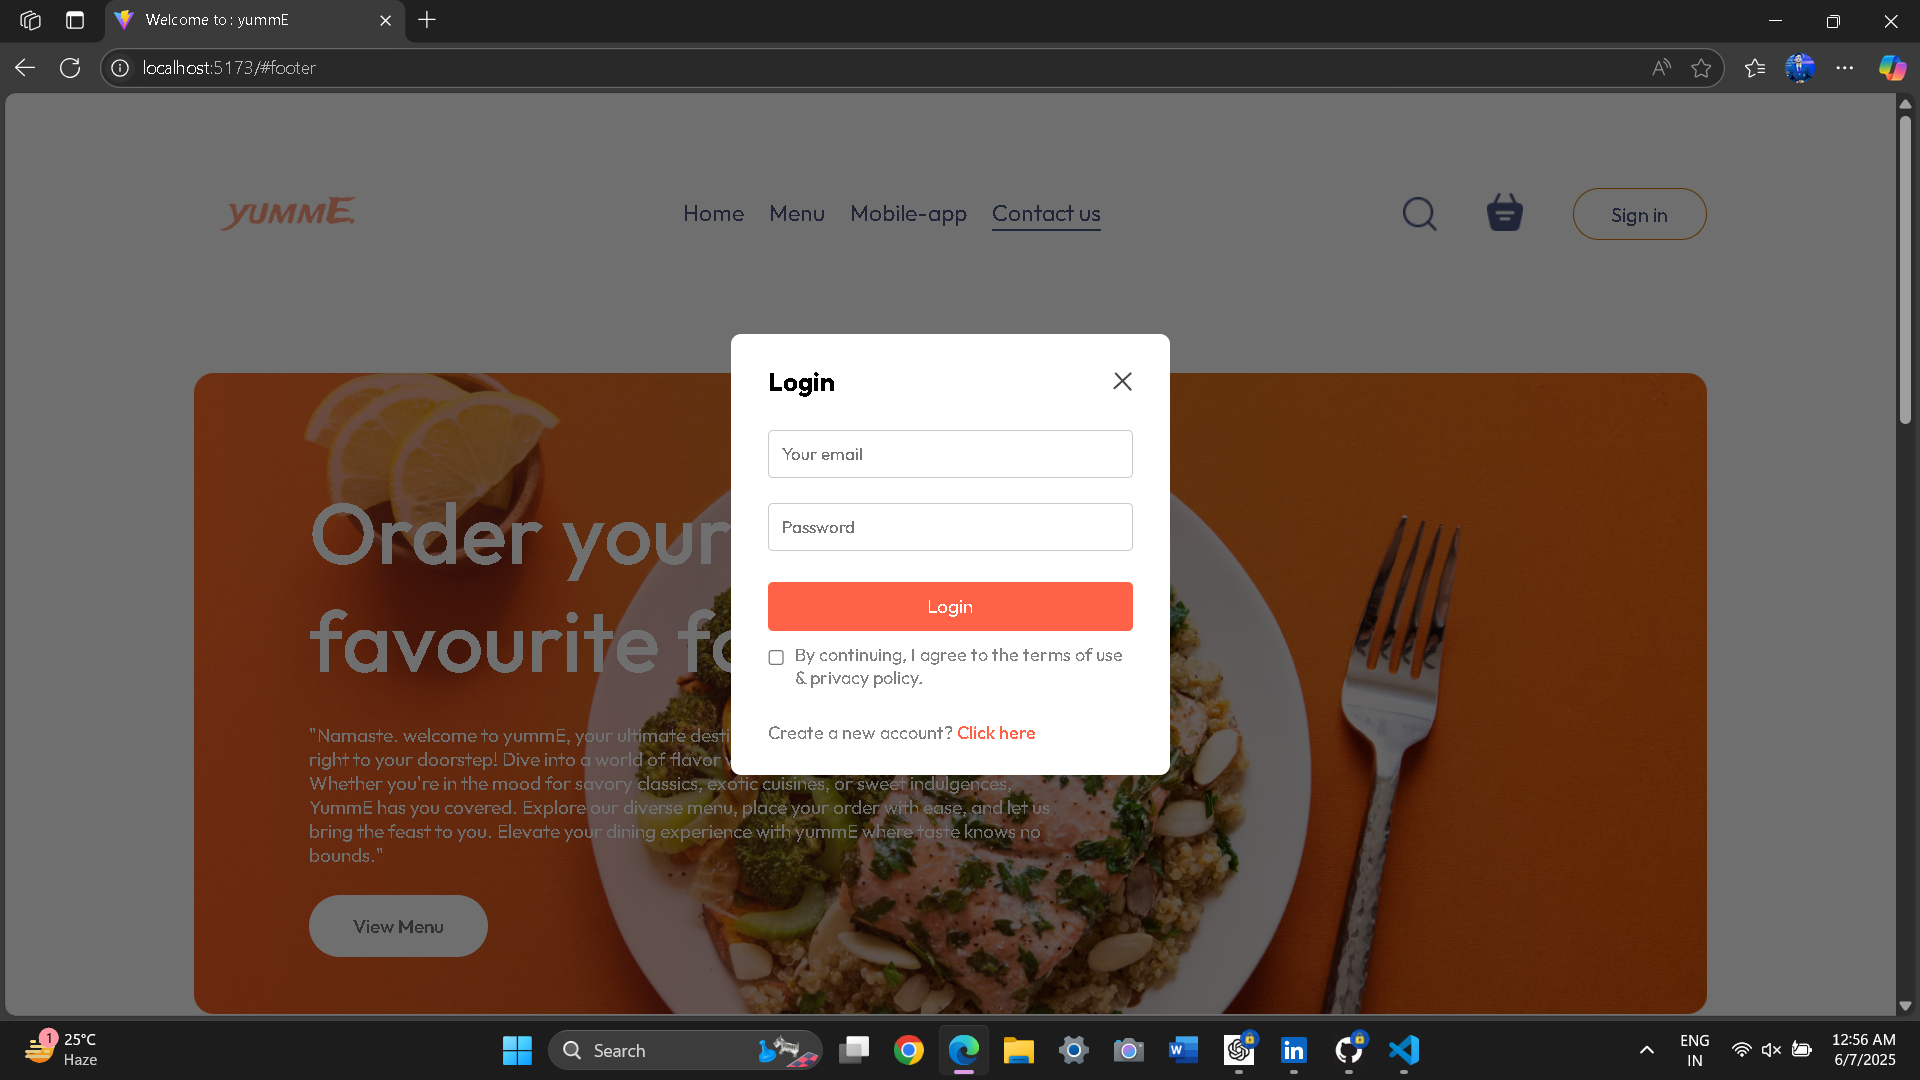 Welcome to : yummE
localhost:5173/#footer
yummE
Home Menu Mobile-app Contact us
Sign in
Login
Your email
Password
Login
By continuing, I agree to the terms of use
& privacy policy.
Create a new account? Click here
Order your
favourite fo
"Namaste. welcome to yummE, your ultimate desti
right to your doorstep! Dive into a world of flavor
Whether you're in the mood for savory classics, exotic cuisines, or sweet indulgences,
YummE has you covered. Explore our diverse menu, place your order with ease, and let us
bring the feast to you. Elevate your dining experience with yummE where taste knows no
bounds."
View Menu
1
25°C
Haze
Search
ENG
IN
12:56 AM
6/7/2025